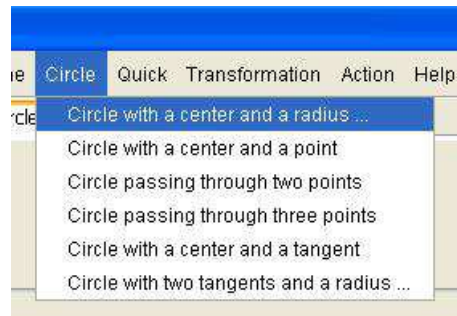 Circle Quick Transformation Action Help
Circle with a center and a radius ...
Circle with a center and a point
Circle passing through two points
Circle passing through three points
Circle with a center and a tangent
Circle with two tangents and a radius ...